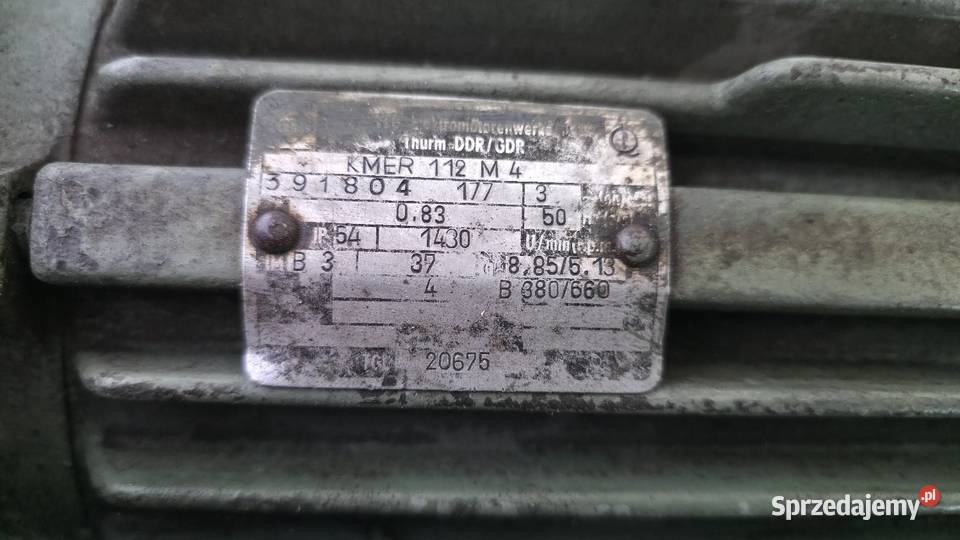 Thurm DDR/GDR
KMER 112 M 4
391804 177 3
0.83 50
54 1430 U/min
B 3 37 8,85/5.13
4 B 380/660
20675
Sprzedajemy.pl